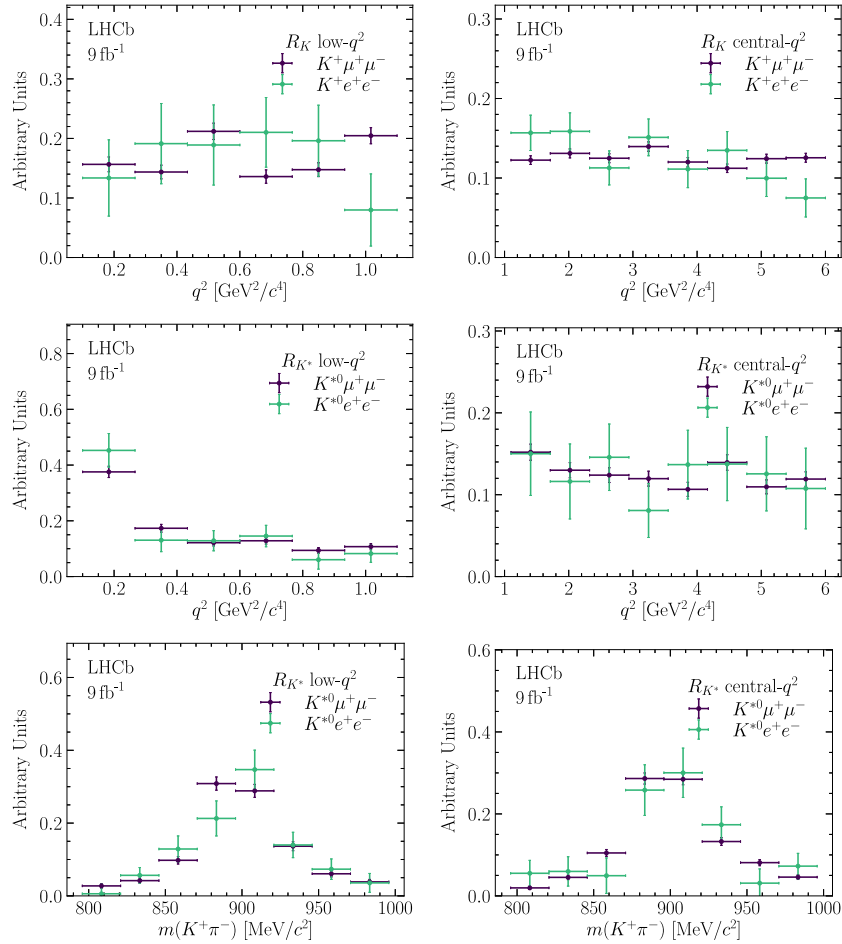 LHCb
9 fb⁻¹
R_K low-q²
K⁺μ⁺μ⁻
K⁺e⁺e⁻
Arbitrary Units
0.4
0.3
0.2
0.1
0.0
0.2 0.4 0.6 0.8 1.0
q² [GeV²/c⁴]
LHCb
9 fb⁻¹
R_K central-q²
K⁺μ⁺μ⁻
K⁺e⁺e⁻
Arbitrary Units
0.3
0.2
0.1
0.0
1 2 3 4 5 6
q² [GeV²/c⁴]
LHCb
9 fb⁻¹
R_K* low-q²
K*⁰μ⁺μ⁻
K*⁰e⁺e⁻
Arbitrary Units
0.8
0.6
0.4
0.2
0.0
0.2 0.4 0.6 0.8 1.0
q² [GeV²/c⁴]
LHCb
9 fb⁻¹
R_K* central-q²
K*⁰μ⁺μ⁻
K*⁰e⁺e⁻
Arbitrary Units
0.3
0.2
0.1
0.0
1 2 3 4 5 6
q² [GeV²/c⁴]
LHCb
9 fb⁻¹
R_K* low-q²
K*⁰μ⁺μ⁻
K*⁰e⁺e⁻
Arbitrary Units
0.6
0.4
0.2
0.0
800 850 900 950 1000
m(K⁺π⁻) [MeV/c²]
LHCb
9 fb⁻¹
R_K* central-q²
K*⁰μ⁺μ⁻
K*⁰e⁺e⁻
Arbitrary Units
0.6
0.4
0.2
0.0
800 850 900 950 1000
m(K⁺π⁻) [MeV/c²]